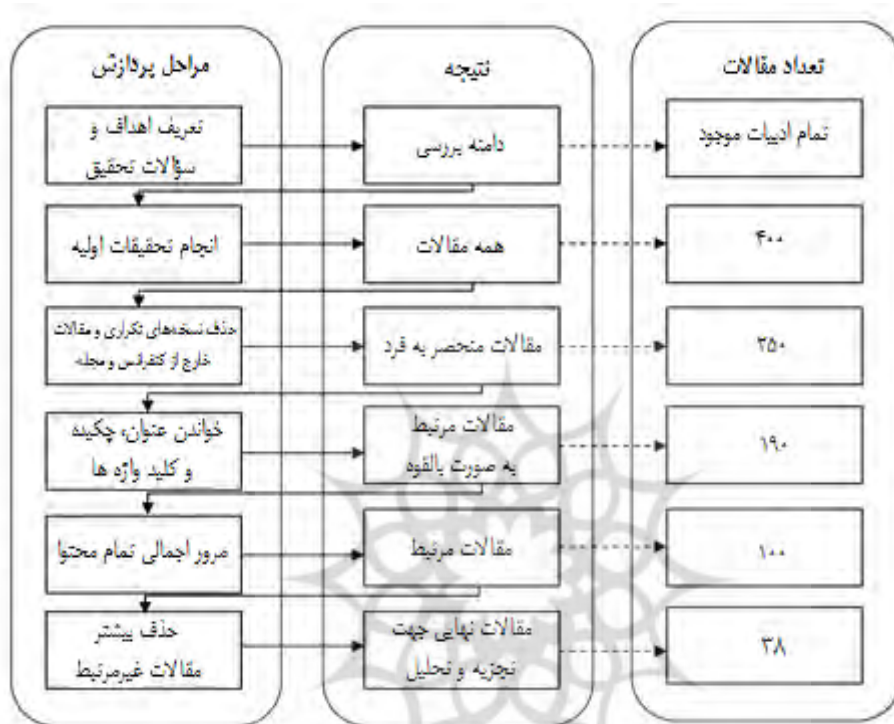 مراحل پردازش
نتیجه
تعداد مقالات
تعریف اهداف و
سؤالات تحقیق
دامنه بررسی
تمام ادبیات موجود
انجام تحقیقات اولیه
همه مقالات
۴۰۰
حذف نسخه‌های تکراری و مقالات
خارج از کنفرانس و مجله
مقالات منحصر به فرد
۲۵۰
خواندن عنوان، چکیده
و کلید واژه ها
مقالات مرتبط
به صورت بالقوه
۱۹۰
مرور اجمالی تمام محتوا
مقالات مرتبط
۱۰۰
حذف بیشتر
مقالات غیرمرتبط
مقالات نهایی جهت
تجزیه و تحلیل
۳۸